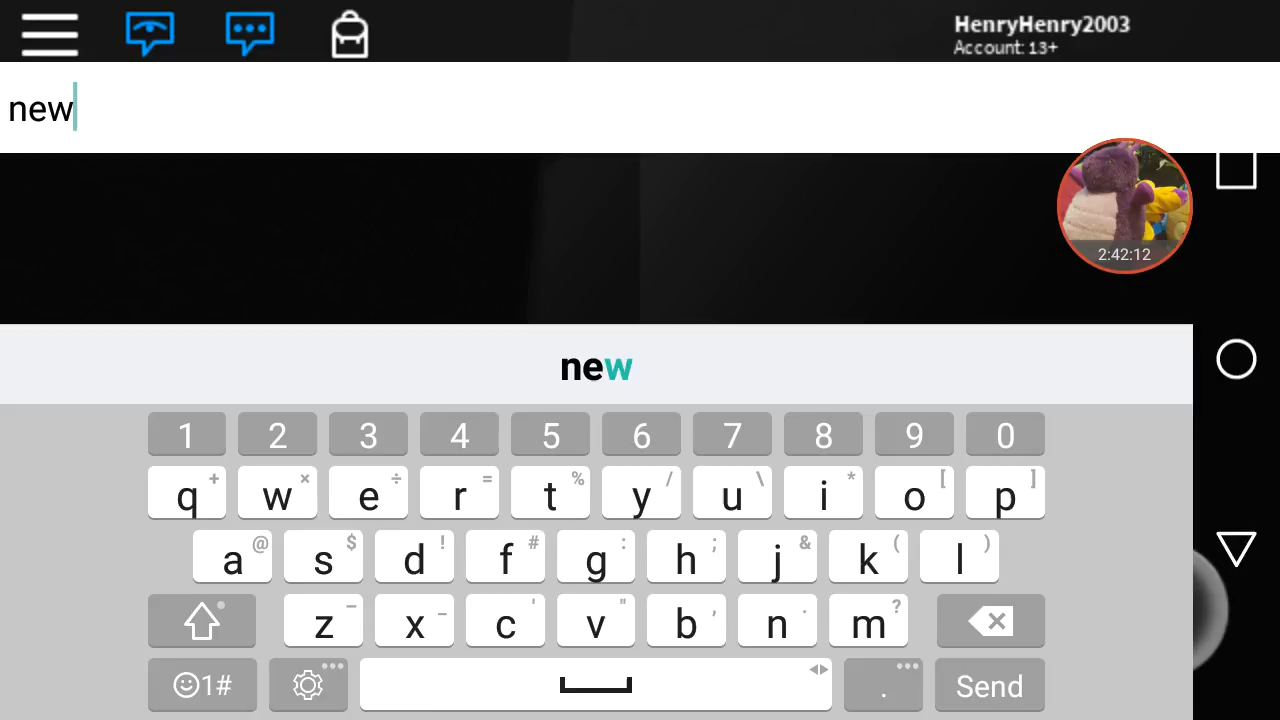 HenryHenry2003
Account: 13+
new
2:42:12
new
1 2 3 4 5 6 7 8 9 0
q + w × e ÷ r = t % y / u \ i * o [ p ]
a @ s $ d ! f # g : h ; j & k ( l )
z – x _ c ' v " b , n . m ?
1# ... . ... Send